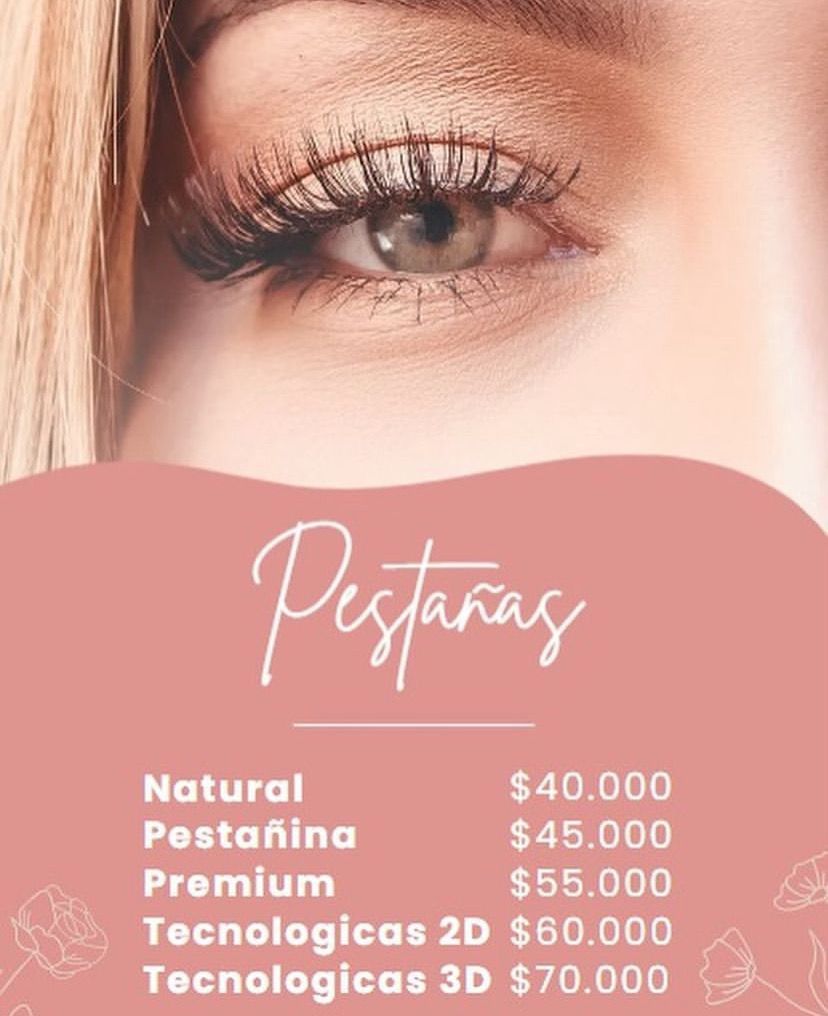 Pestañas
Natural $40.000
Pestañina $45.000
Premium $55.000
Tecnologicas 2D $60.000
Tecnologicas 3D $70.000